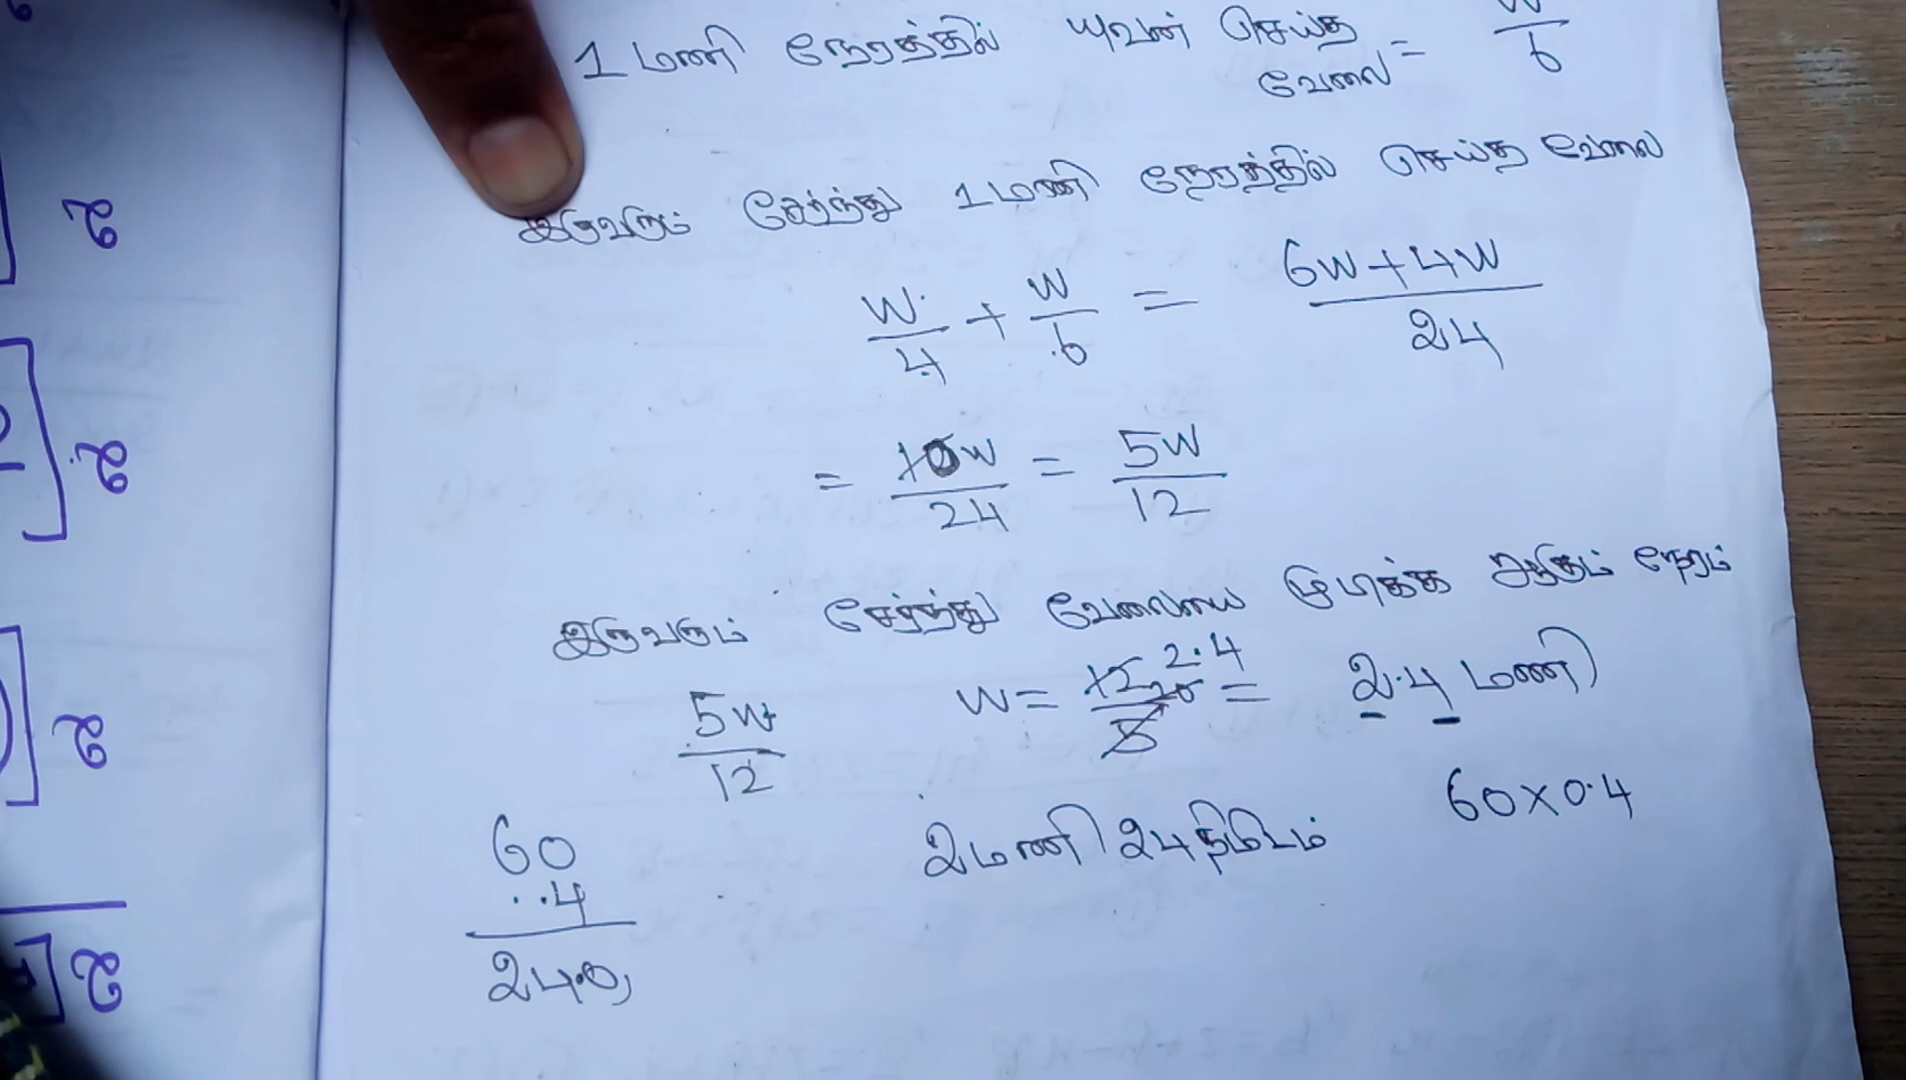 1 மணி நேரத்தில் யுவன் செய்த வேலை = W/6
இருவரும் சேர்ந்து 1 மணி நேரத்தில் செய்த வேலை
W/4 + W/6 = 6W+4W/24
= 10W/24 = 5W/12
இருவரும் சேர்ந்து வேலையை முடிக்க ஆகும் நேரம்
5W/12 W = 12/5 2.4 = 2.4 மணி
60×0.4
2 மணி 24 நிமிடம்
60
.4
24.0